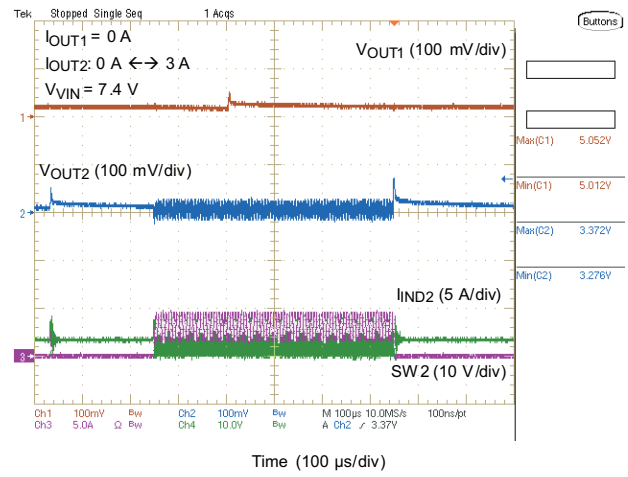 Tek Stopped Single Seq 1 Acqs
Buttons
IOUT1 = 0 A
VOUT1 (100 mV/div)
IOUT2: 0 A ←→ 3 A
VVIN = 7.4 V
1
Max(C1) 5.052V
VOUT2 (100 mV/div)
Min(C1) 5.012V
2
Max(C2) 3.372V
Min(C2) 3.276V
IIND2 (5 A/div)
3
SW2 (10 V/div)
Ch1 100mV Bw Ch2 100mV Bw M 100µs 10.0MS/s 100ns/pt
Ch3 5.0A Ω Bw Ch4 10.0V Bw A Ch2 ∕ 3.37V
Time (100 µs/div)